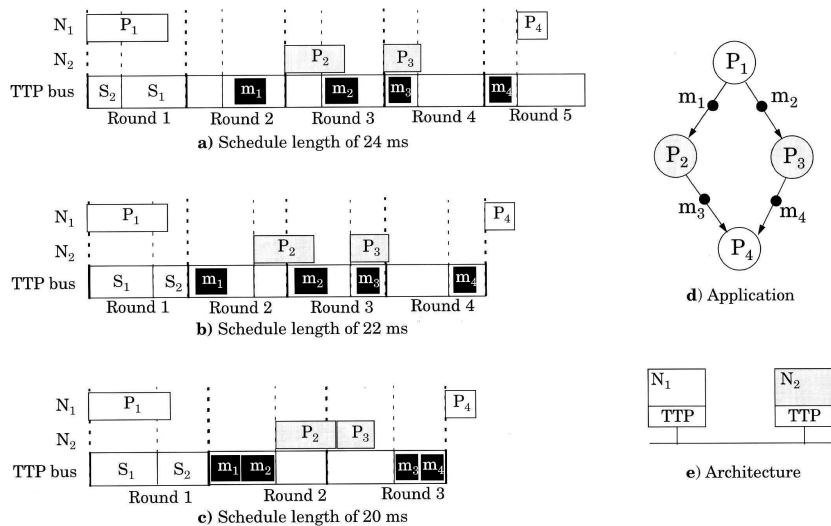 N1 P1 P4
N2 P2 P3
TTP bus S2 S1 m1 m2 m3 m4
Round 1 Round 2 Round 3 Round 4 Round 5
a) Schedule length of 24 ms
N1 P1 P4
N2 P2 P3
TTP bus S1 S2 m1 m2 m3 m4
Round 1 Round 2 Round 3 Round 4
b) Schedule length of 22 ms
N1 P1 P4
N2 P2 P3
TTP bus S1 S2 m1 m2 m3 m4
Round 1 Round 2 Round 3
c) Schedule length of 20 ms
P1
m1 m2
P2 P3
m3 m4
P4
d) Application
N1 N2
TTP TTP
e) Architecture